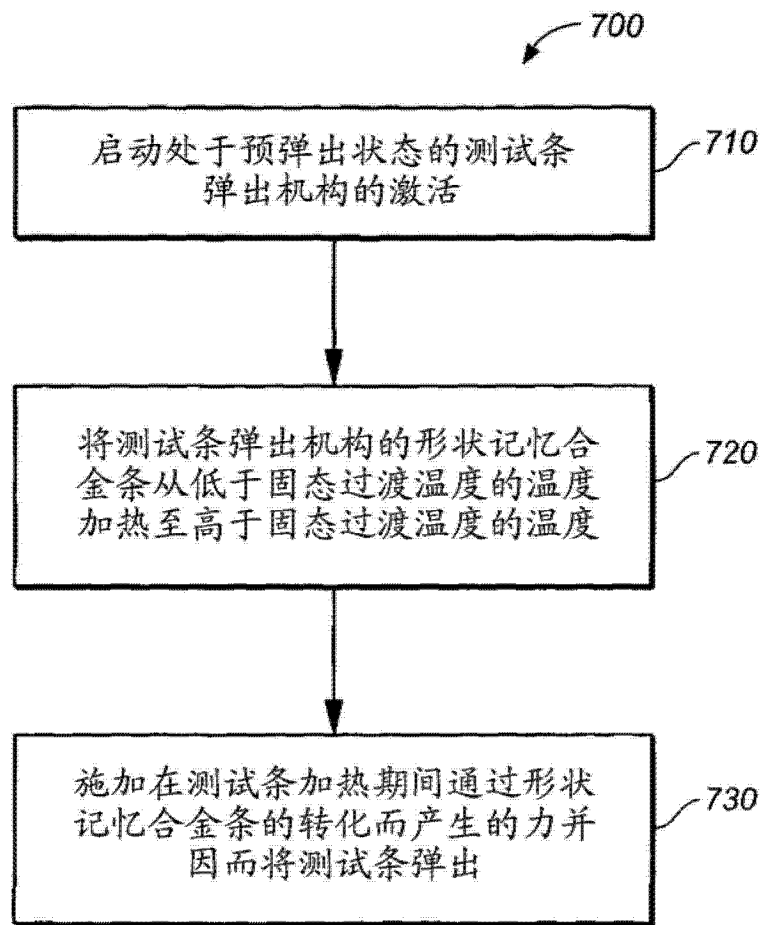 700
启动处于预弹出状态的测试条
弹出机构的激活
710
将测试条弹出机构的形状记忆合
金条从低于固态过渡温度的温度
加热至高于固态过渡温度的温度
720
施加在测试条加热期间通过形状
记忆合金条的转化而产生的力并
因而将测试条弹出
730